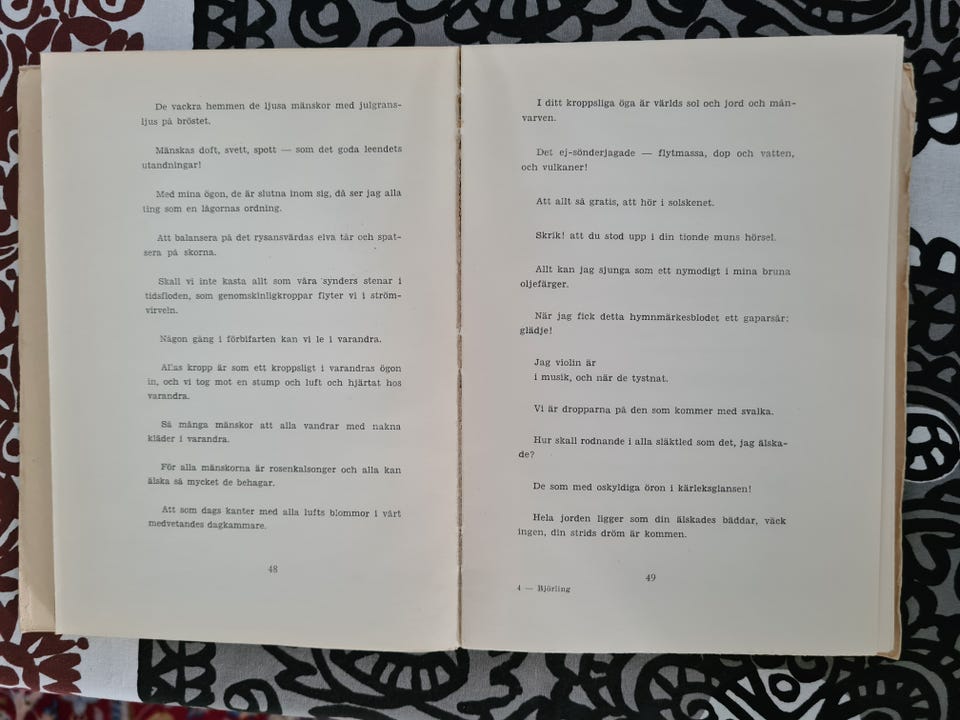 De vackra hemmen de ljusa mänskor med julgrans-
ljus på bröstet.
Mänskas doft, svett, spott — som det goda leendets
utandningar!
Med mina ögon, de är slutna inom sig, då ser jag alla
ting som en lågornas ordning.
Att balansera på det rysansvärdas elva tår och spat-
sera på skorna.
Skall vi inte kasta allt som våra synders stenar i
tidsfloden, som genomskinligkroppar flyter vi i ström-
virveln.
Någon gång i förbifarten kan vi le i varandra.
Allas kropp är som ett kroppsligt i varandras ögon
in, och vi tog mot en stump och luft och hjärtat hos
varandra.
Så många mänskor att alla vandrar med nakna
kläder i varandra.
För alla mänskorna är rosenkalsonger och alla kan
älska så mycket de behagar.
Att som dags kanter med alla lufts blommor i vårt
medvetandes dagkammare.
48
I ditt kroppsliga öga är världs sol och jord och mån-
varven.
Det ej-sönderjagade — flytmassa, dop och vatten,
och vulkaner!
Att allt så gratis, att hör i solskenet.
Skrik! att du stod upp i din tionde muns hörsel.
Allt kan jag sjunga som ett nymodigt i mina bruna
oljefärger.
När jag fick detta hymnmärkesblodet ett gaparsår:
glädje!
Jag violin är
i musik, och när de tystnat.
Vi är dropparna på den som kommer med svalka.
Hur skall rodnande i alla släktled som det, jag älska-
de?
De som med oskyldiga öron i kärleksglansen!
Hela jorden ligger som din älskades bäddar, väck
ingen, din strids dröm är kommen.
49
4 — Björling